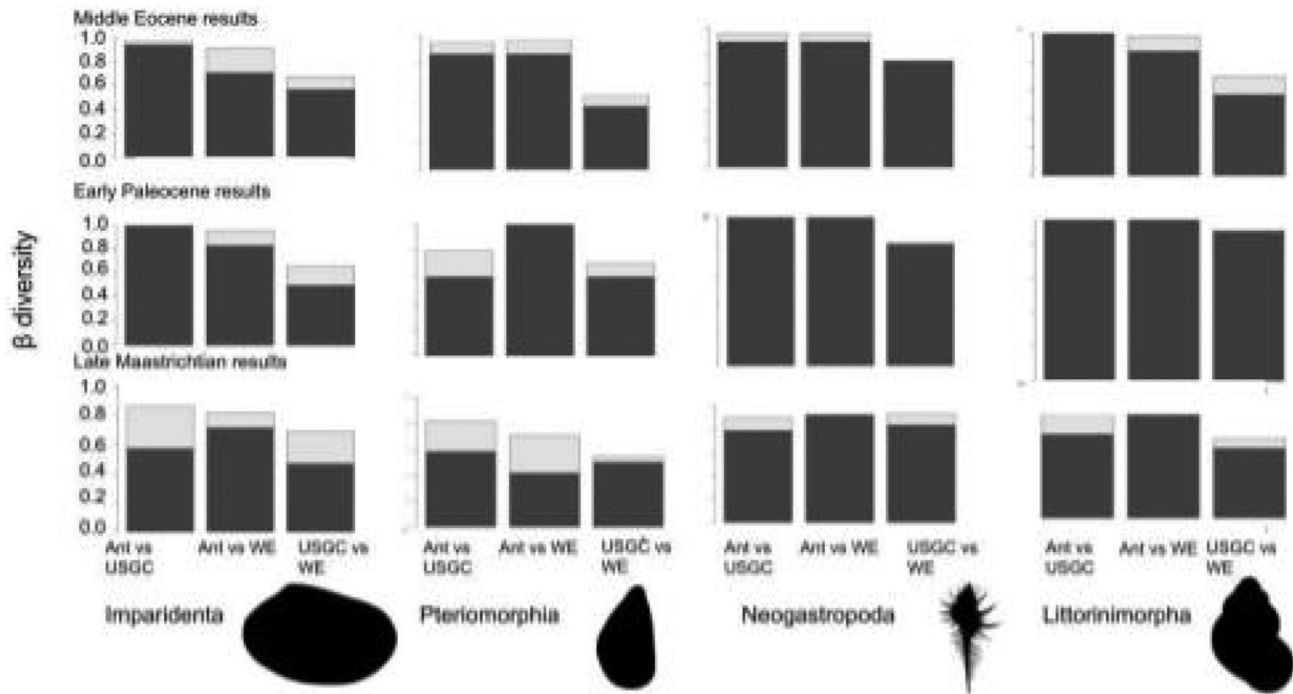 Middle Eocene results
1.0
0.8
0.6
0.4
0.2
0.0
Early Paleocene results
1.0
0.8
0.6
0.4
0.2
0.0
β diversity
Late Maastrichtian results
1.0
0.8
0.6
0.4
0.2
0.0
Ant vs USGC
Ant vs WE
USGC vs WE
Ant vs USGC
Ant vs WE
USGC vs WE
Ant vs USGC
Ant vs WE
USGC vs WE
Ant vs USGC
Ant vs WE
USGC vs WE
Imparidenta
Pteriomorphia
Neogastropoda
Littorinimorpha